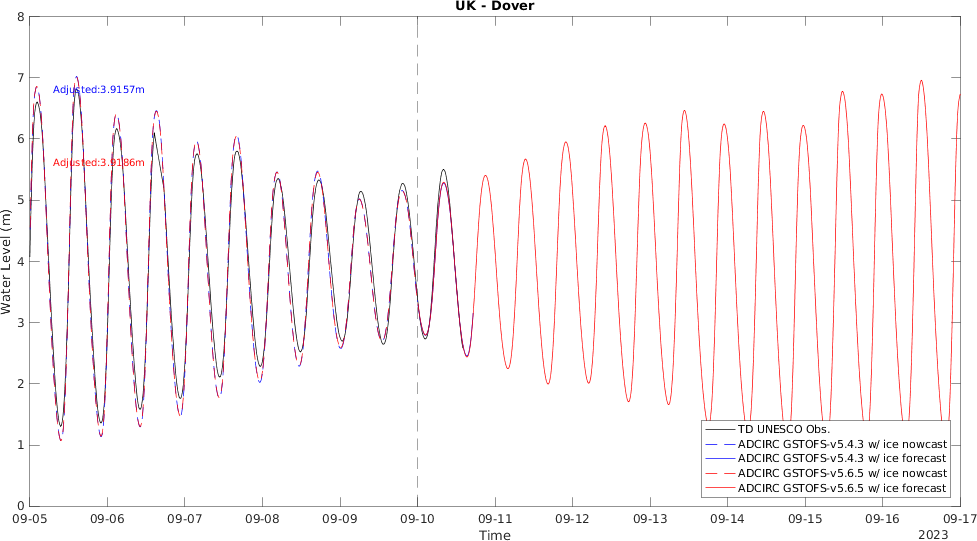 UK - Dover
8
7
6
5
4
3
2
1
0
Water Level (m)
Adjusted:3.9157m
Adjusted:3.9186m
TD UNESCO Obs.
ADCIRC GSTOFS-v5.4.3 w/ ice nowcast
ADCIRC GSTOFS-v5.4.3 w/ ice forecast
ADCIRC GSTOFS-v5.6.5 w/ ice nowcast
ADCIRC GSTOFS-v5.6.5 w/ ice forecast
09-05 09-06 09-07 09-08 09-09 09-10 09-11 09-12 09-13 09-14 09-15 09-16 09-17
Time
2023